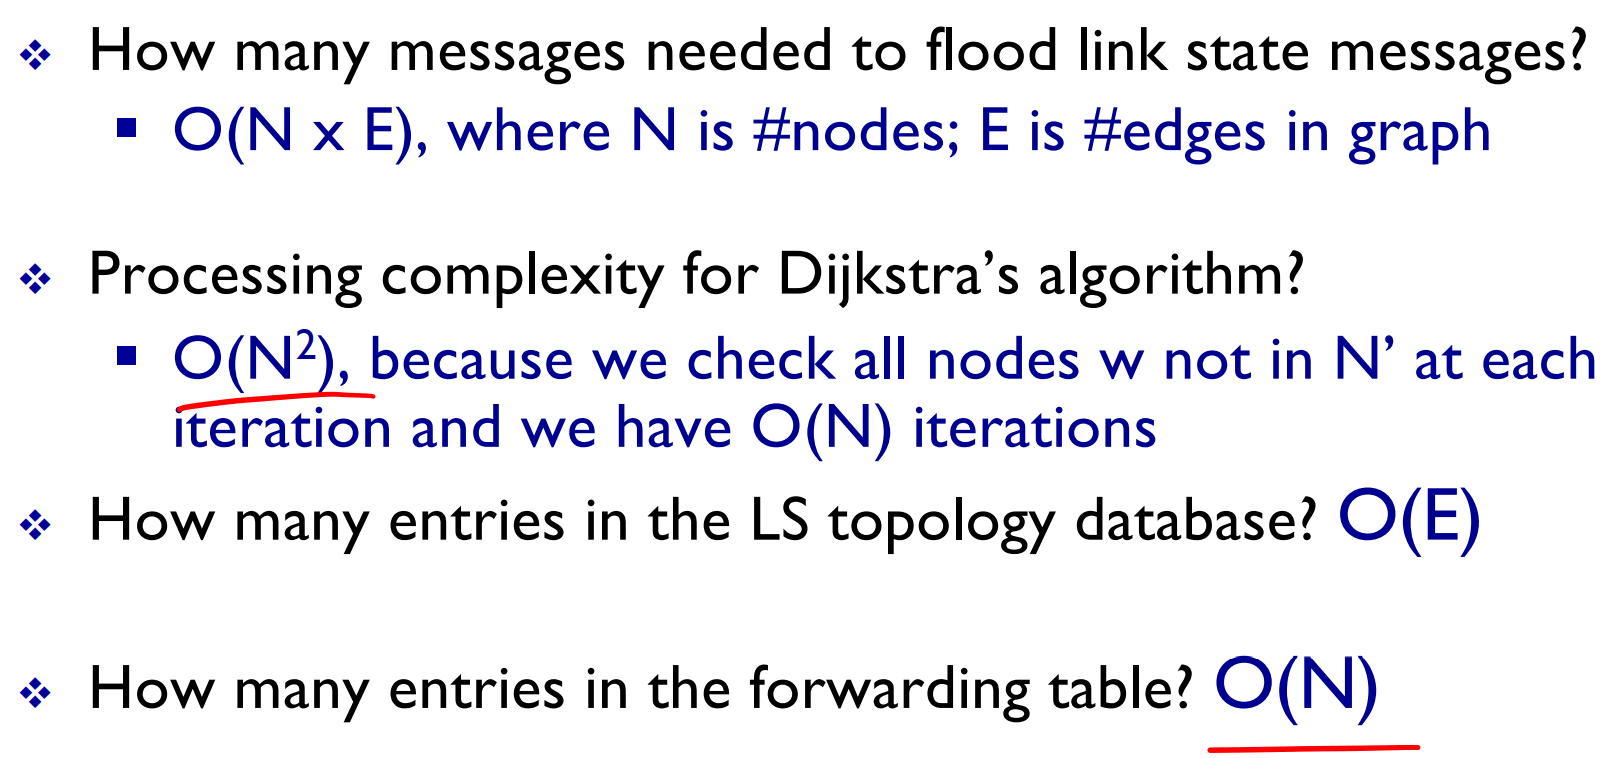 ❖ How many messages needed to flood link state messages?
▪ O(N x E), where N is #nodes; E is #edges in graph
❖ Processing complexity for Dijkstra’s algorithm?
▪ O(N²), because we check all nodes w not in N’ at each
iteration and we have O(N) iterations
❖ How many entries in the LS topology database? O(E)
❖ How many entries in the forwarding table? O(N)